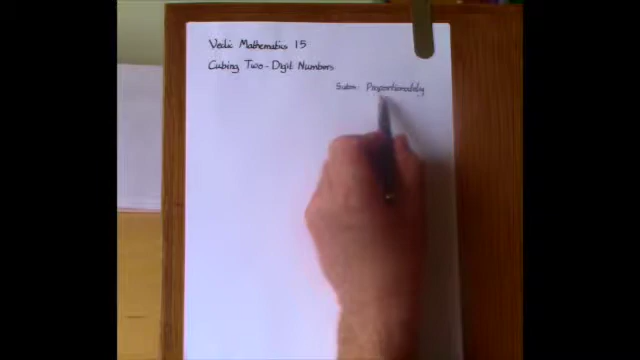 Vedic Mathematics 15
Cubing Two-Digit Numbers
Sutra: Proportionately